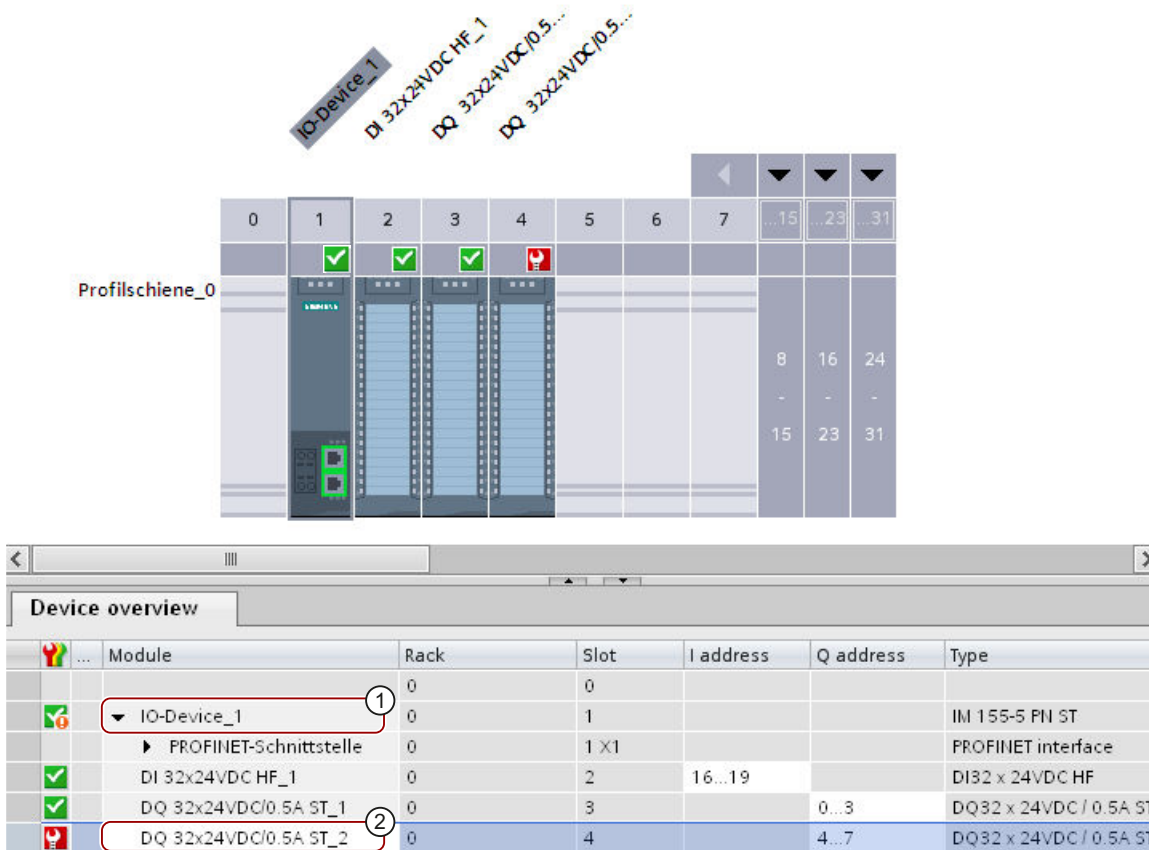 IO-Device_1
DI 32x24VDC HF_1
DQ 32x24VDC/0.5...
DQ 32x24VDC/0.5...
0 1 2 3 4 5 6 7 ...15 ...23 ...31
Profilschiene_0
SIEMENS
8 16 24
- - -
15 23 31
Device overview
... Module Rack Slot I address Q address Type
0 0
1
IO-Device_1 0 1 IM 155-5 PN ST
PROFINET-Schnittstelle 0 1 X1 PROFINET interface
DI 32x24VDC HF_1 0 2 16...19 DI32 x 24VDC HF
DQ 32x24VDC/0.5A ST_1 0 3 0...3 DQ32 x 24VDC / 0.5A ST
2
DQ 32x24VDC/0.5A ST_2 0 4 4...7 DQ32 x 24VDC / 0.5A ST